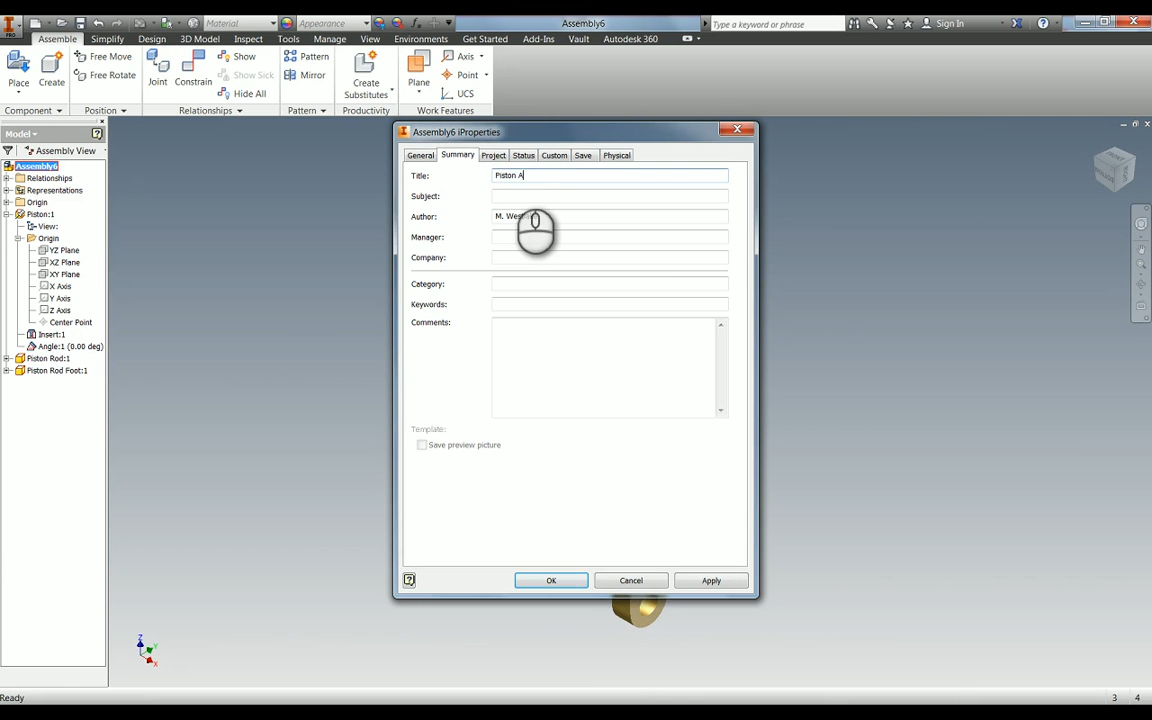 Material
Appearance
Assembly6
Type a keyword or phrase
Sign In
PRO
Assemble Simplify Design 3D Model Inspect Tools Manage View Environments Get Started Add-Ins Vault Autodesk 360
Place
Create
Free Move
Free Rotate
Joint
Constrain
Show
Show Sick
Hide All
Pattern
Mirror
Create
Substitutes
Plane
Axis
Point
UCS
Component Position Relationships Pattern Productivity Work Features
Model
Assembly View
Assembly6
Relationships
Representations
Origin
Piston:1
View:
Origin
YZ Plane
XZ Plane
XY Plane
X Axis
Y Axis
Z Axis
Center Point
Insert:1
Angle:1 (0.00 deg)
Piston Rod:1
Piston Rod Foot:1
Assembly6 iProperties
General Summary Project Status Custom Save Physical
Title: Piston A
Subject:
Author: M.
Manager:
Company:
Category:
Keywords:
Comments:
Template:
Save preview picture
OK Cancel Apply
Z
Y
X
Ready
3 4